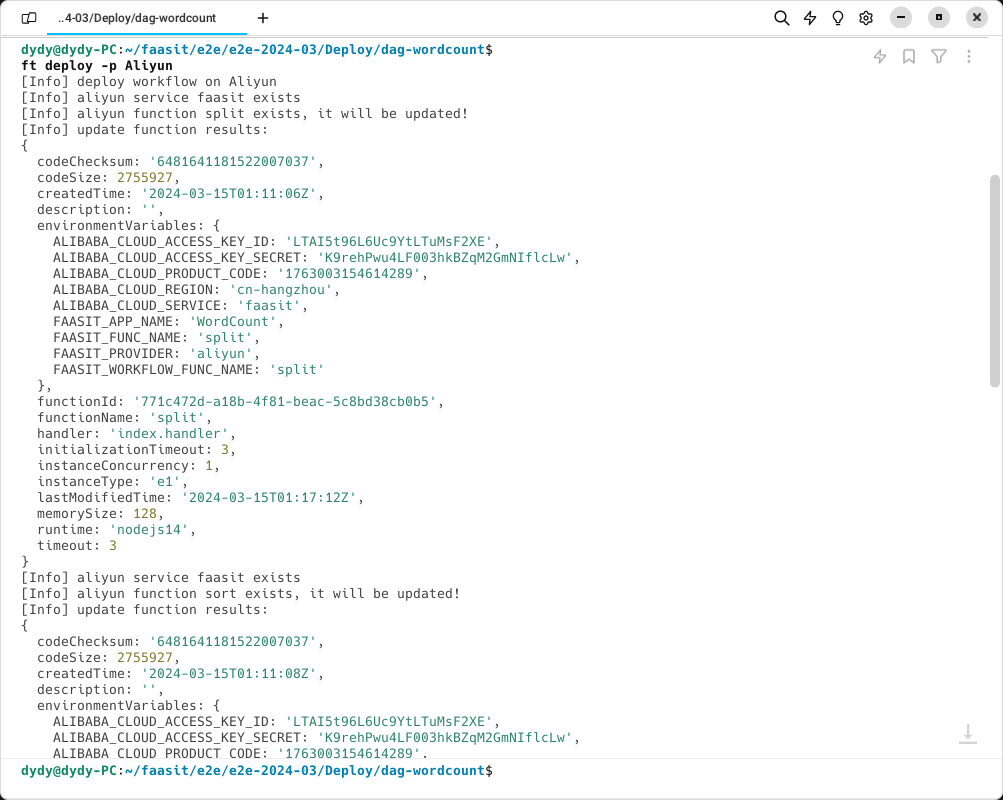 ..4-03/Deploy/dag-wordcount
dydy@dydy-PC:~/faasit/e2e/e2e-2024-03/Deploy/dag-wordcount$
ft deploy -p Aliyun
[Info] deploy workflow on Aliyun
[Info] aliyun service faasit exists
[Info] aliyun function split exists, it will be updated!
[Info] update function results:
{
  codeChecksum: '6481641181522007037',
  codeSize: 2755927,
  createdTime: '2024-03-15T01:11:06Z',
  description: '',
  environmentVariables: {
    ALIBABA_CLOUD_ACCESS_KEY_ID: 'LTAI5t96L6Uc9YtLTuMsF2XE',
    ALIBABA_CLOUD_ACCESS_KEY_SECRET: 'K9rehPwu4LF003hkBZqM2GmNIflcLw',
    ALIBABA_CLOUD_PRODUCT_CODE: '1763003154614289',
    ALIBABA_CLOUD_REGION: 'cn-hangzhou',
    ALIBABA_CLOUD_SERVICE: 'faasit',
    FAASIT_APP_NAME: 'WordCount',
    FAASIT_FUNC_NAME: 'split',
    FAASIT_PROVIDER: 'aliyun',
    FAASIT_WORKFLOW_FUNC_NAME: 'split'
  },
  functionId: '771c472d-a18b-4f81-beac-5c8bd38cb0b5',
  functionName: 'split',
  handler: 'index.handler',
  initializationTimeout: 3,
  instanceConcurrency: 1,
  instanceType: 'e1',
  lastModifiedTime: '2024-03-15T01:17:12Z',
  memorySize: 128,
  runtime: 'nodejs14',
  timeout: 3
}
[Info] aliyun service faasit exists
[Info] aliyun function sort exists, it will be updated!
[Info] update function results:
{
  codeChecksum: '6481641181522007037',
  codeSize: 2755927,
  createdTime: '2024-03-15T01:11:08Z',
  description: '',
  environmentVariables: {
    ALIBABA_CLOUD_ACCESS_KEY_ID: 'LTAI5t96L6Uc9YtLTuMsF2XE',
    ALIBABA_CLOUD_ACCESS_KEY_SECRET: 'K9rehPwu4LF003hkBZqM2GmNIflcLw',
    ALIBABA_CLOUD_PRODUCT_CODE: '1763003154614289',
dydy@dydy-PC:~/faasit/e2e/e2e-2024-03/Deploy/dag-wordcount$